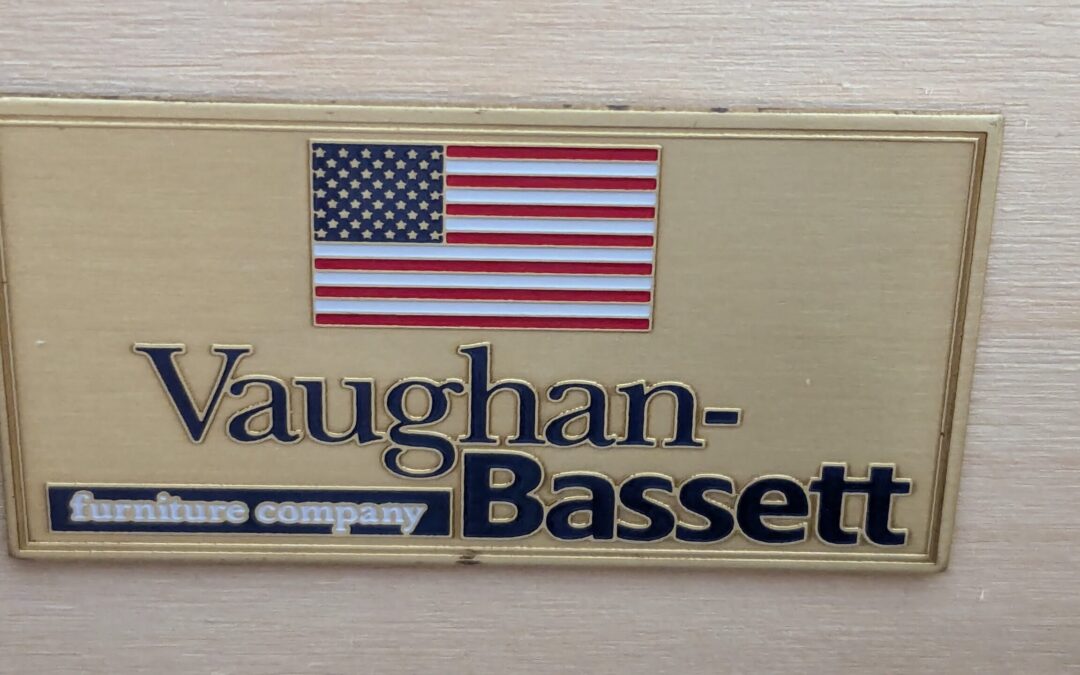 Vaughan-
Bassett
furniture company